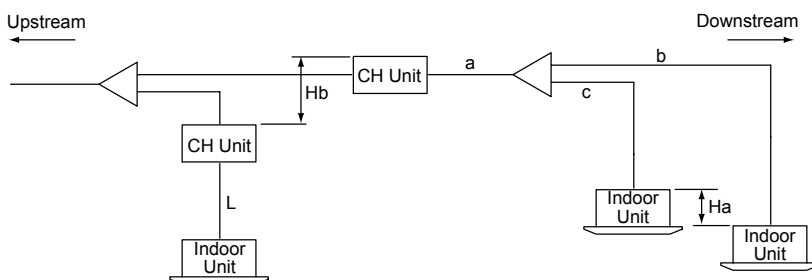 Upstream
Downstream
CH Unit
a
b
c
Hb
CH Unit
L
Indoor
Unit
Ha
Indoor
Unit
Indoor
Unit